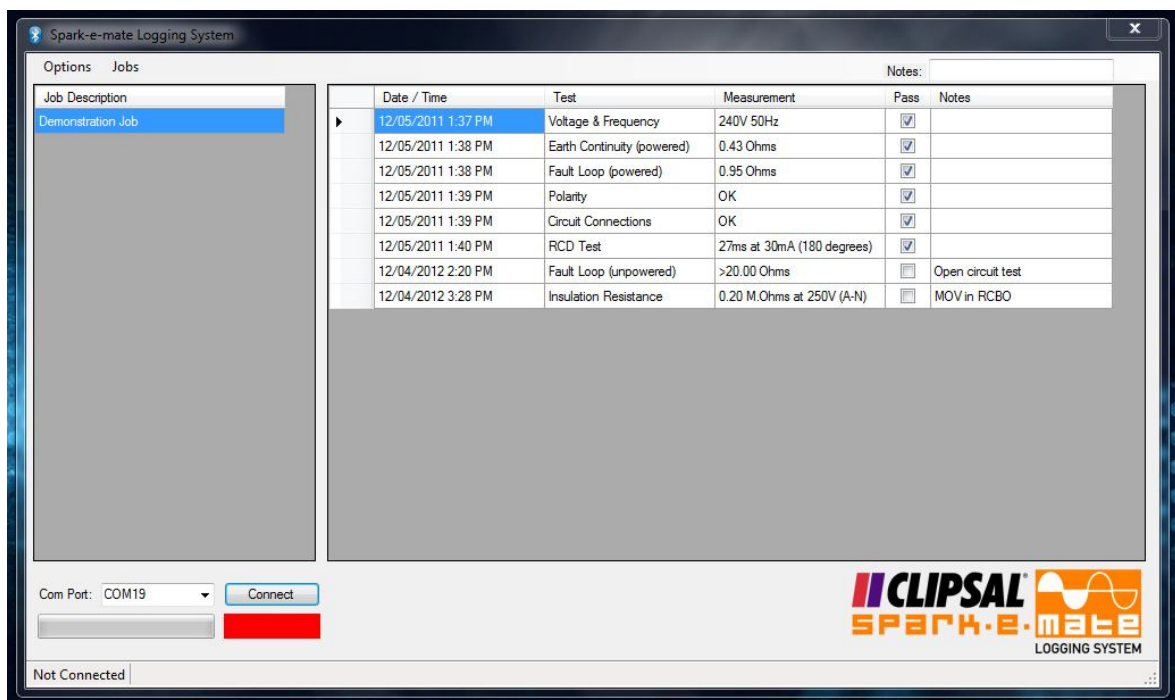 Spark-e-mate Logging System
x
Options Jobs
Notes:
Job Description
Demonstration Job
Date / Time Test Measurement Pass Notes
12/05/2011 1:37 PM Voltage & Frequency 240V 50Hz
12/05/2011 1:38 PM Earth Continuity (powered) 0.43 Ohms
12/05/2011 1:38 PM Fault Loop (powered) 0.95 Ohms
12/05/2011 1:39 PM Polarity OK
12/05/2011 1:39 PM Circuit Connections OK
12/05/2011 1:40 PM RCD Test 27ms at 30mA (180 degrees)
12/04/2012 2:20 PM Fault Loop (unpowered) >20.00 Ohms Open circuit test
12/04/2012 3:28 PM Insulation Resistance 0.20 M.Ohms at 250V (A-N) MOV in RCBO
Com Port: COM19 Connect
CLIPSAL
SPARK·E·MATE
LOGGING SYSTEM
Not Connected